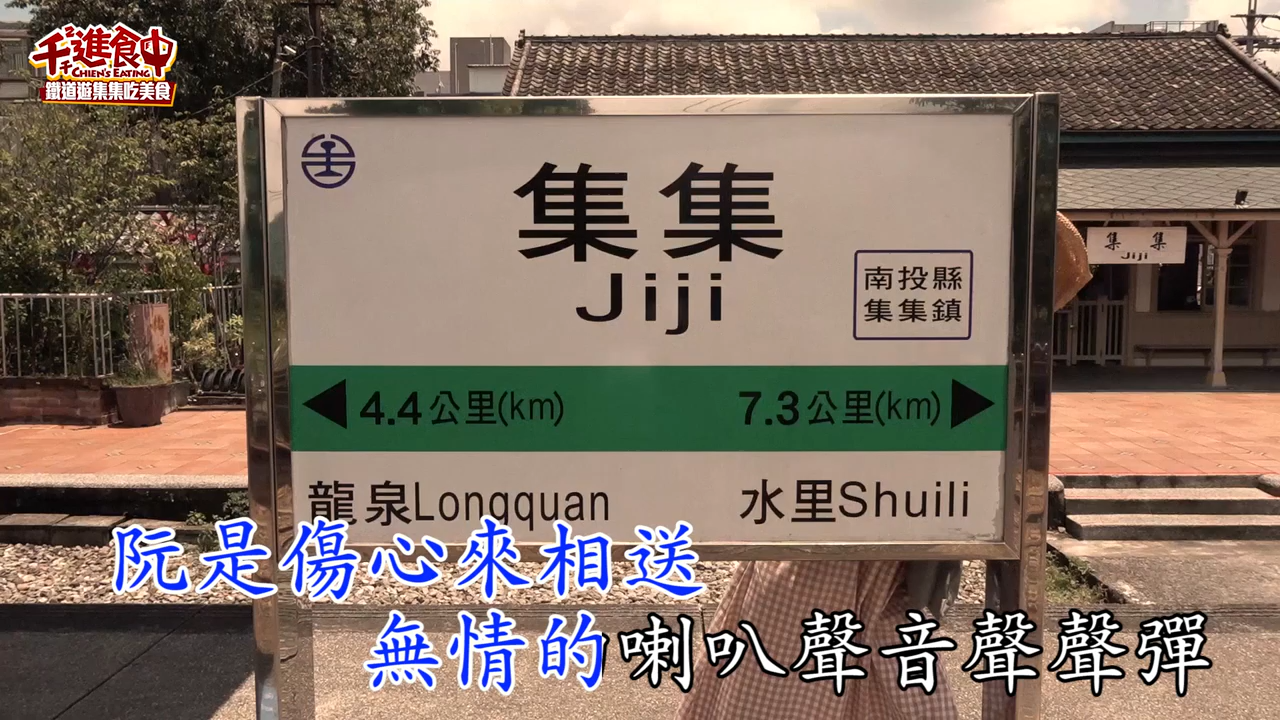 千千進食中
CHIEN'S EATING
鐵道遊集集吃美食
集集
Jiji
南投縣
集集鎮
集集
Jiji
4.4公里(km)
7.3公里(km)
龍泉Longquan
水里Shuili
阮是傷心來相送
無情的喇叭聲音聲聲彈